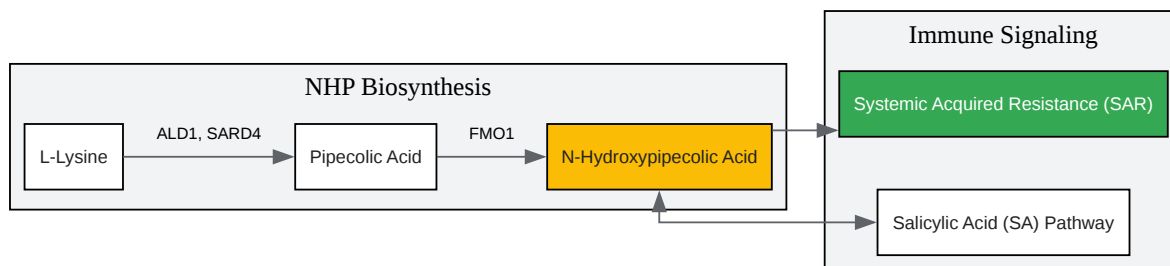 Immune Signaling
NHP Biosynthesis
Systemic Acquired Resistance (SAR)
L-Lysine
ALD1, SARD4
Pipecolic Acid
FMO1
N-Hydroxypipecolic Acid
Salicylic Acid (SA) Pathway